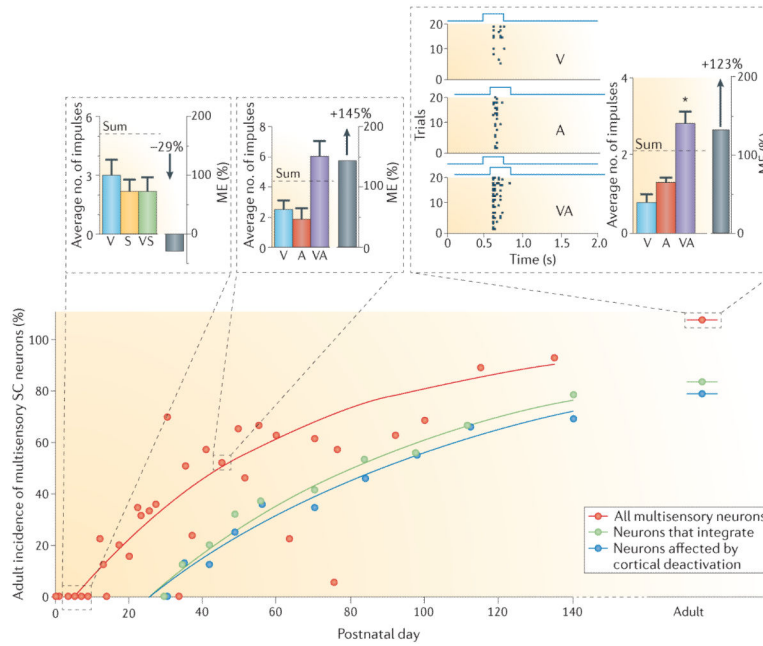 Average no. of impulses
6
3
0
Sum
−29%
V S VS
200
100
0
ME (%)
Average no. of impulses
8
6
4
2
0
Sum
+145%
V A VA
200
100
0
ME (%)
Trials
20
10
0
V
20
10
0
A
20
10
0
VA
0 0.5 1.0 1.5 2.0
Time (s)
Average no. of impulses
4
2
0
Sum
*
+123%
V A VA
200
100
0
ME (%)
Adult incidence of multisensory SC neurons (%)
100
80
60
40
20
0
0 20 40 60 80 100 120 140 Adult
Postnatal day
All multisensory neurons
Neurons that integrate
Neurons affected by
cortical deactivation